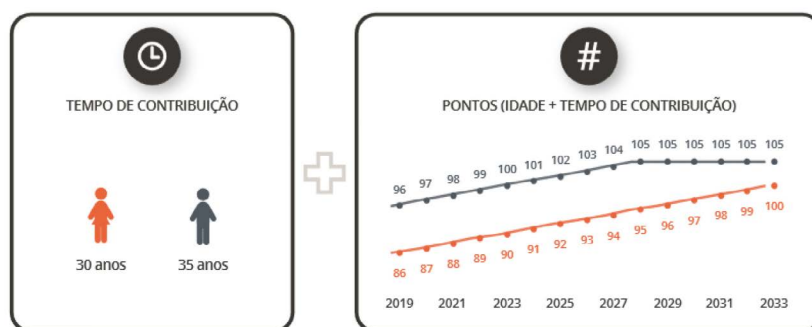 TEMPO DE CONTRIBUIÇÃO
30 anos 35 anos
#
PONTOS (IDADE + TEMPO DE CONTRIBUIÇÃO)
96 97 98 99 100 101 102 103 104 105 105 105 105 105 105
86 87 88 89 90 91 92 93 94 95 96 97 98 99 100
2019 2021 2023 2025 2027 2029 2031 2033